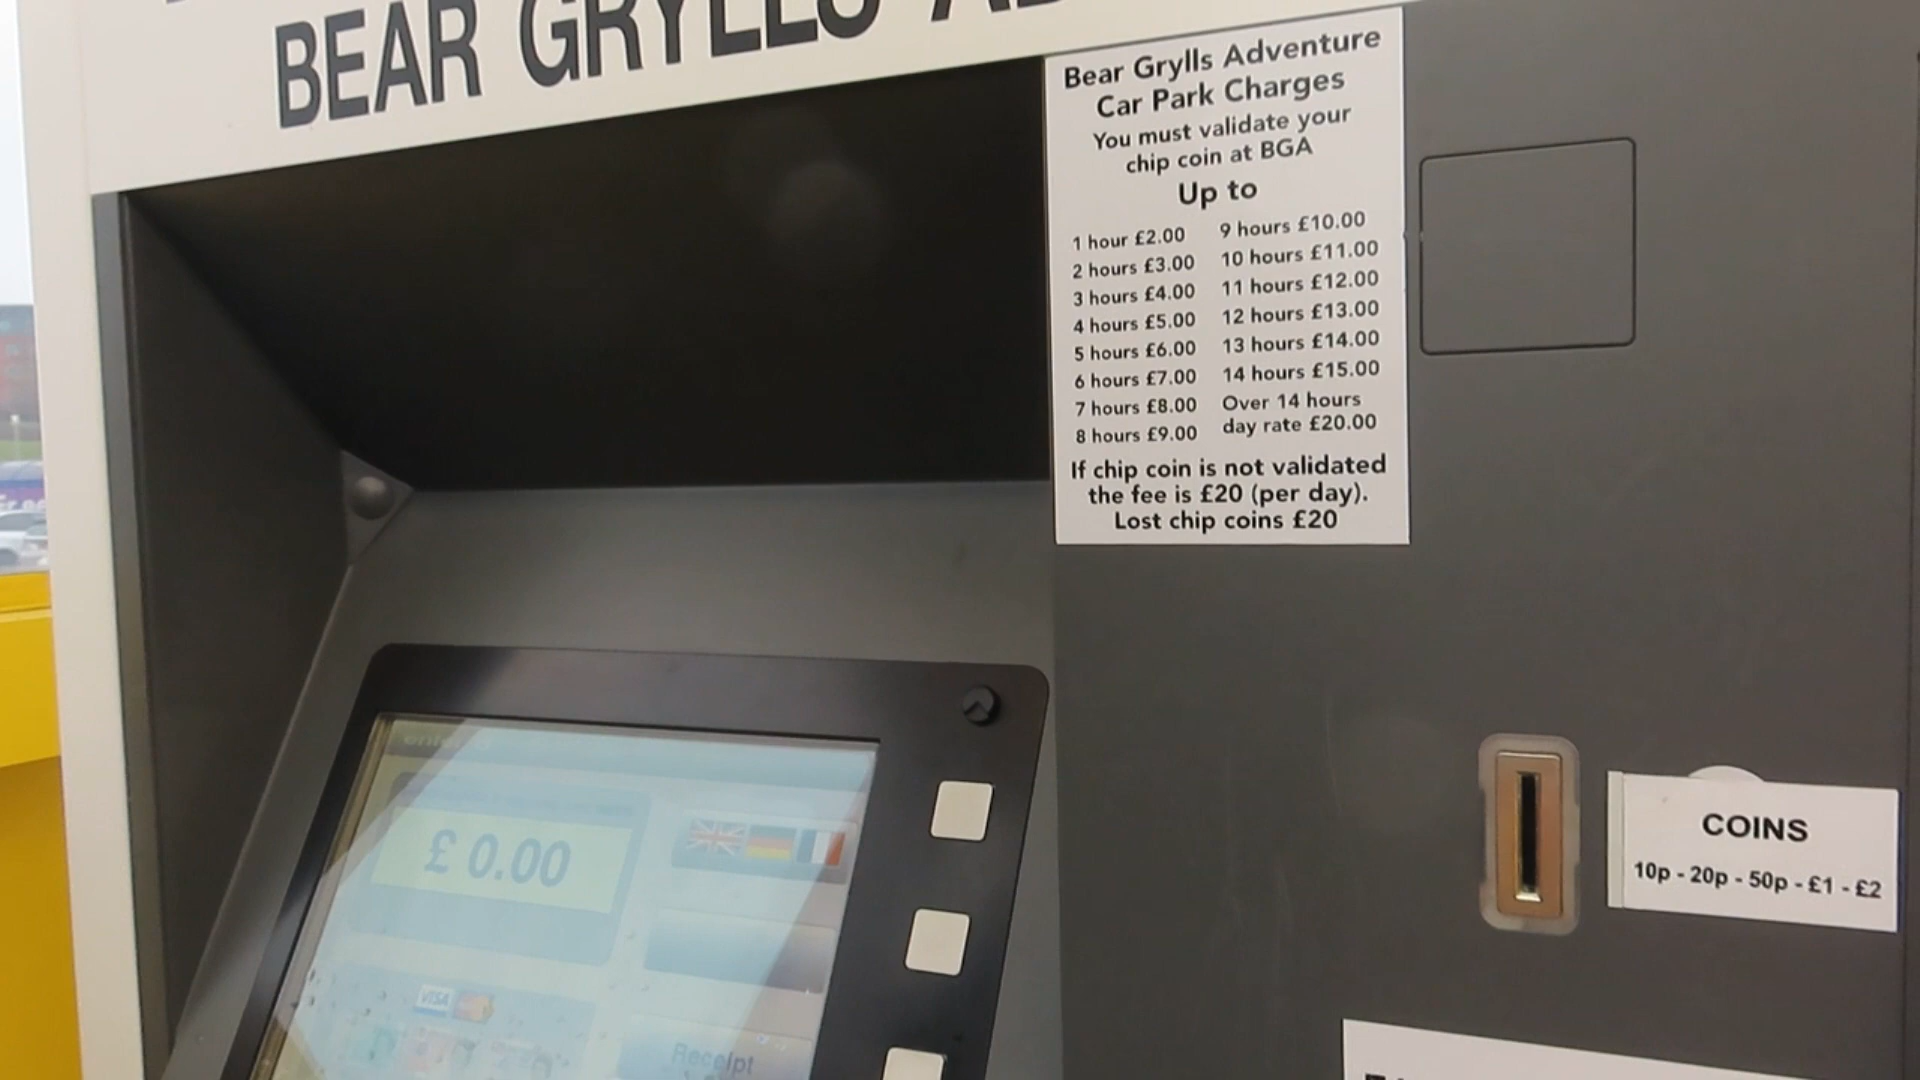 BEAR GRYLLS
Bear Grylls Adventure
Car Park Charges
You must validate your
chip coin at BGA
Up to
1 hour £2.00
2 hours £3.00
3 hours £4.00
4 hours £5.00
5 hours £6.00
6 hours £7.00
7 hours £8.00
8 hours £9.00
9 hours £10.00
10 hours £11.00
11 hours £12.00
12 hours £13.00
13 hours £14.00
14 hours £15.00
Over 14 hours
day rate £20.00
If chip coin is not validated
the fee is £20 (per day).
Lost chip coins £20
£ 0.00
VISA
Receipt
COINS
10p - 20p - 50p - £1 - £2